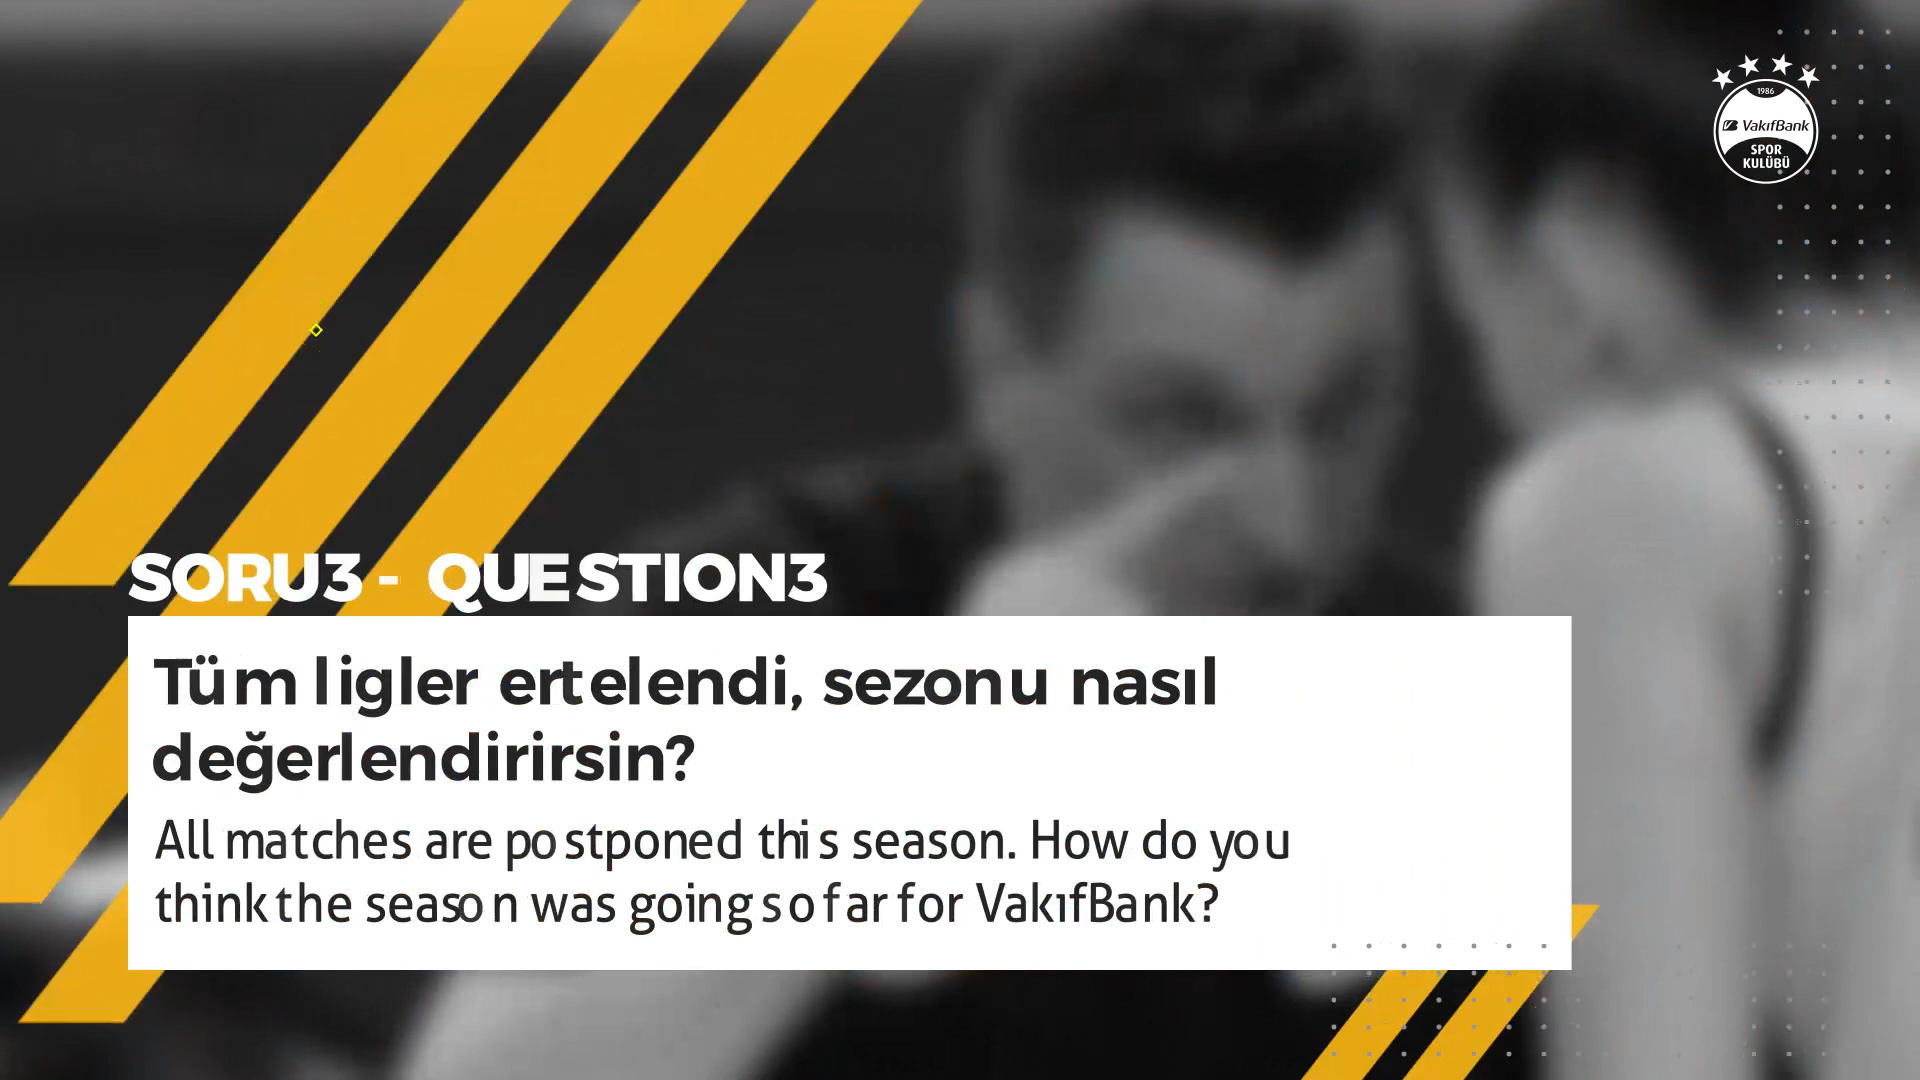 1986
VakıfBank
SPOR
KULÜBÜ
SORU3 - QUESTION3
Tüm ligler ertelendi, sezonu nasıl
değerlendirirsin?
All matches are postponed this season. How do you
think the season was going so far for VakıfBank?